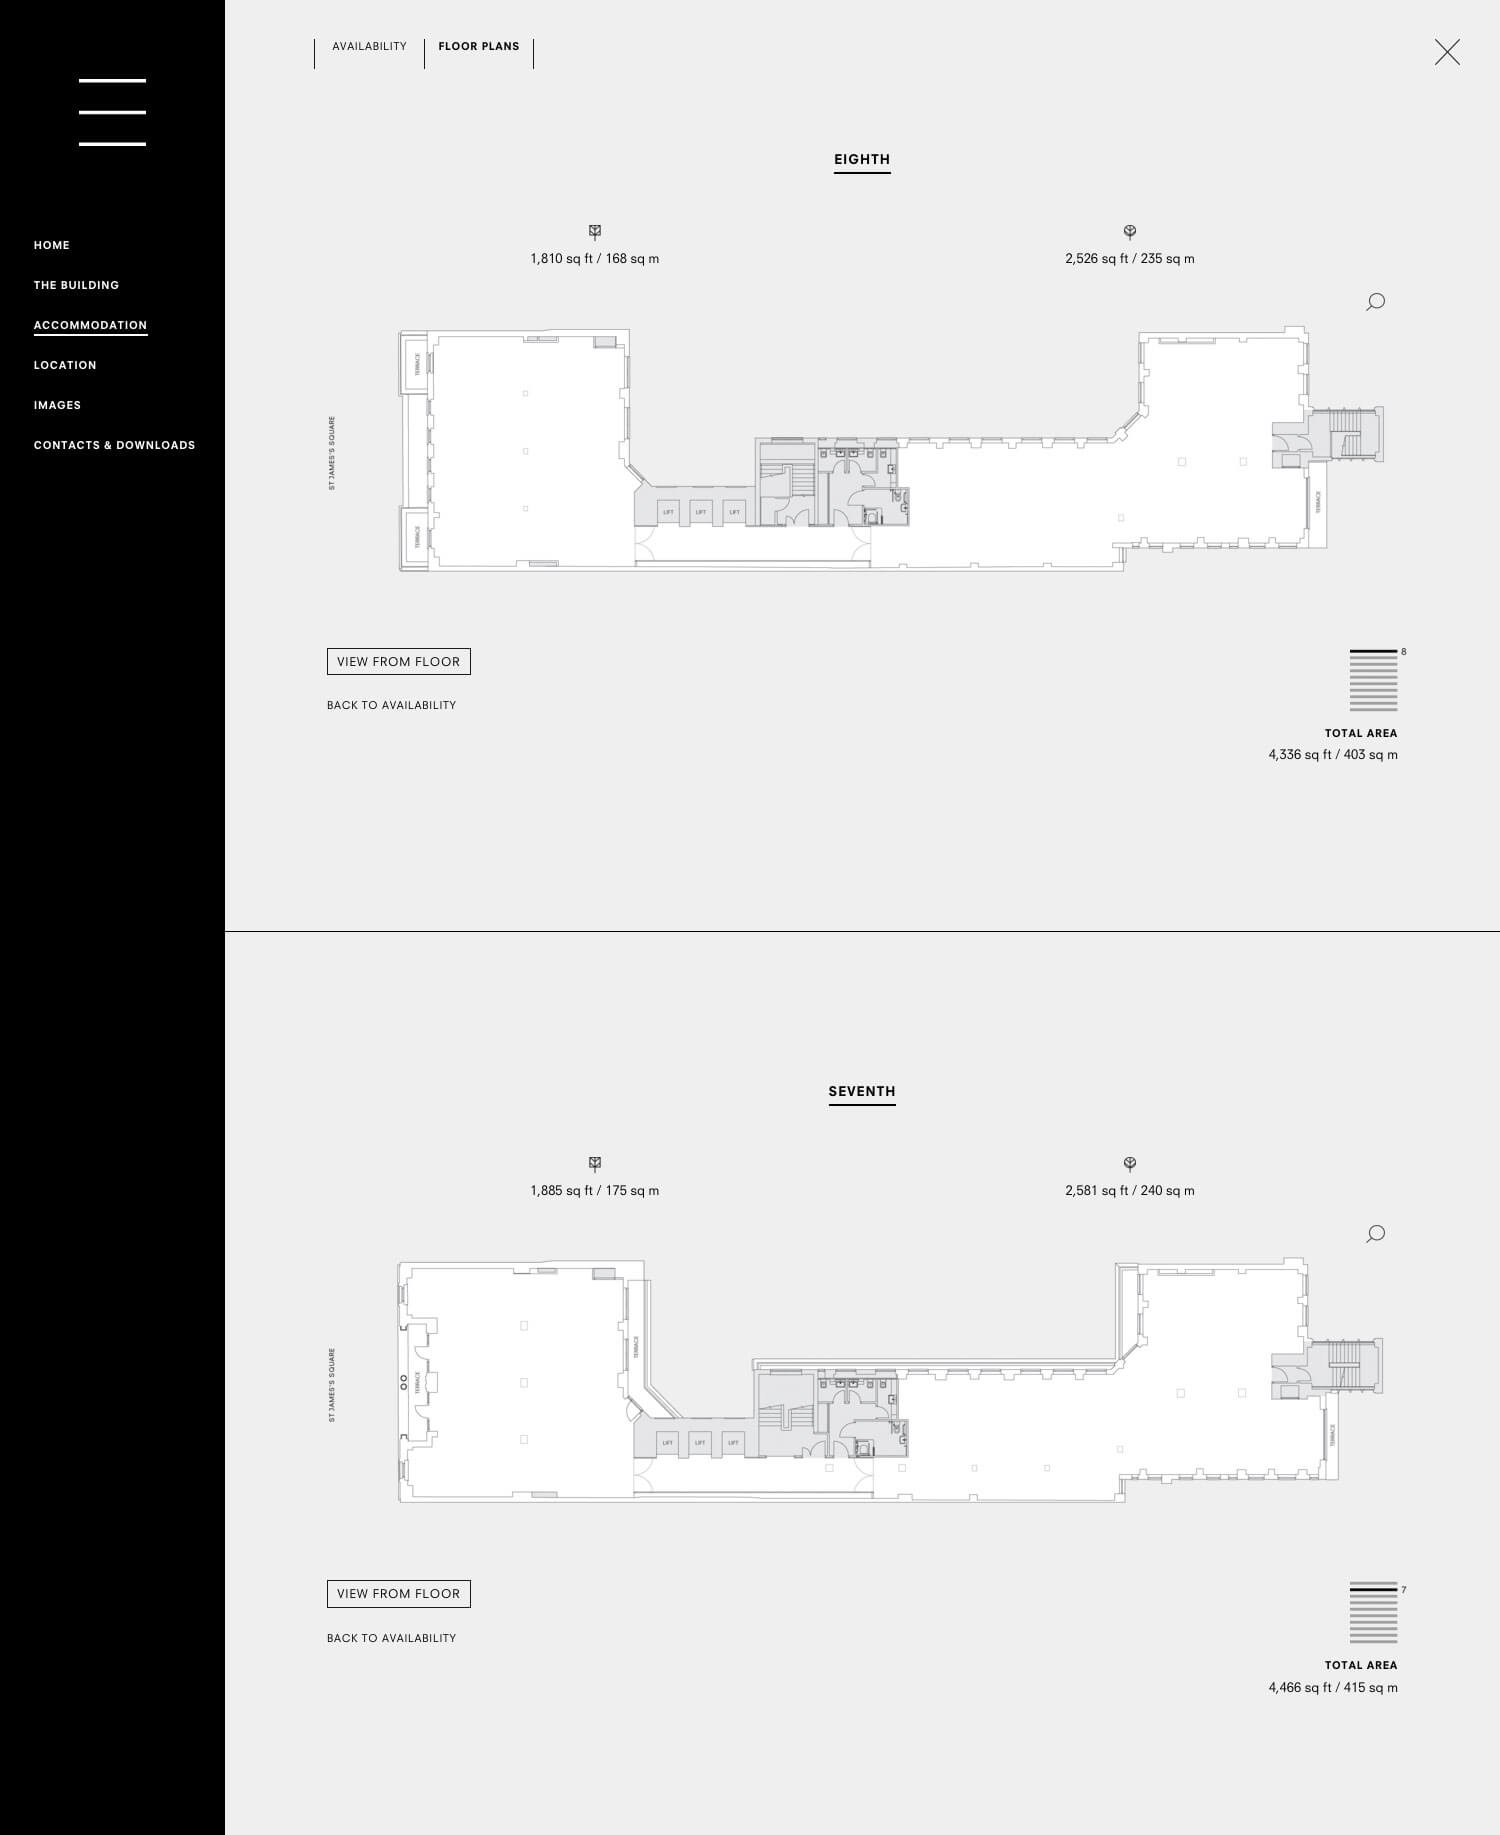 AVAILABILITY
FLOOR PLANS
HOME
THE BUILDING
ACCOMMODATION
LOCATION
IMAGES
CONTACTS & DOWNLOADS
EIGHTH
1,810 sq ft / 168 sq m
2,526 sq ft / 235 sq m
ST JAMES'S SQUARE
TERRACE
TERRACE
LIFT
LIFT
LIFT
TERRACE
VIEW FROM FLOOR
BACK TO AVAILABILITY
8
TOTAL AREA
4,336 sq ft / 403 sq m
SEVENTH
1,885 sq ft / 175 sq m
2,581 sq ft / 240 sq m
ST JAMES'S SQUARE
TERRACE
TERRACE
LIFT
LIFT
LIFT
TERRACE
VIEW FROM FLOOR
BACK TO AVAILABILITY
7
TOTAL AREA
4,466 sq ft / 415 sq m